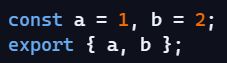 const a = 1, b = 2;
export { a, b };